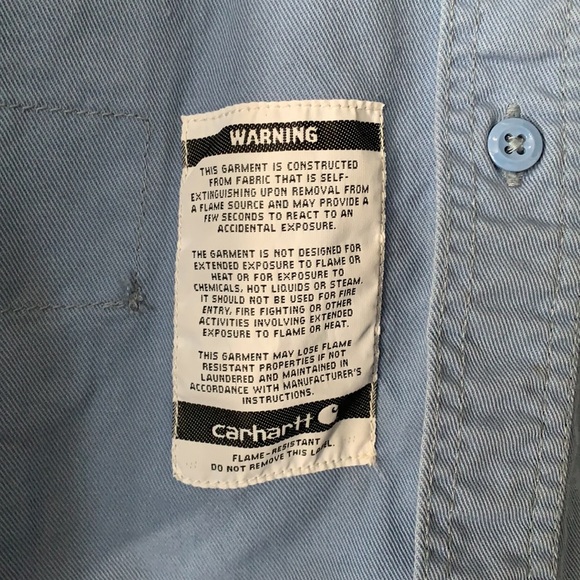 WARNING
THIS GARMENT IS CONSTRUCTED
FROM FABRIC THAT IS SELF-
EXTINGUISHING UPON REMOVAL FROM
A FLAME SOURCE AND MAY PROVIDE A
FEW SECONDS TO REACT TO AN
ACCIDENTAL EXPOSURE.
THE GARMENT IS NOT DESIGNED FOR
EXTENDED EXPOSURE TO FLAME OR
HEAT OR FOR EXPOSURE TO
CHEMICALS, HOT LIQUIDS OR STEAM.
IT SHOULD NOT BE USED FOR FIRE
ENTRY, FIRE FIGHTING OR OTHER
ACTIVITIES INVOLVING EXTENDED
EXPOSURE TO FLAME OR HEAT.
THIS GARMENT MAY LOSE FLAME
RESISTANT PROPERTIES IF NOT
LAUNDERED AND MAINTAINED IN
ACCORDANCE WITH MANUFACTURER'S
INSTRUCTIONS.
carhartt
FLAME-RESISTANT
DO NOT REMOVE THIS LABEL.